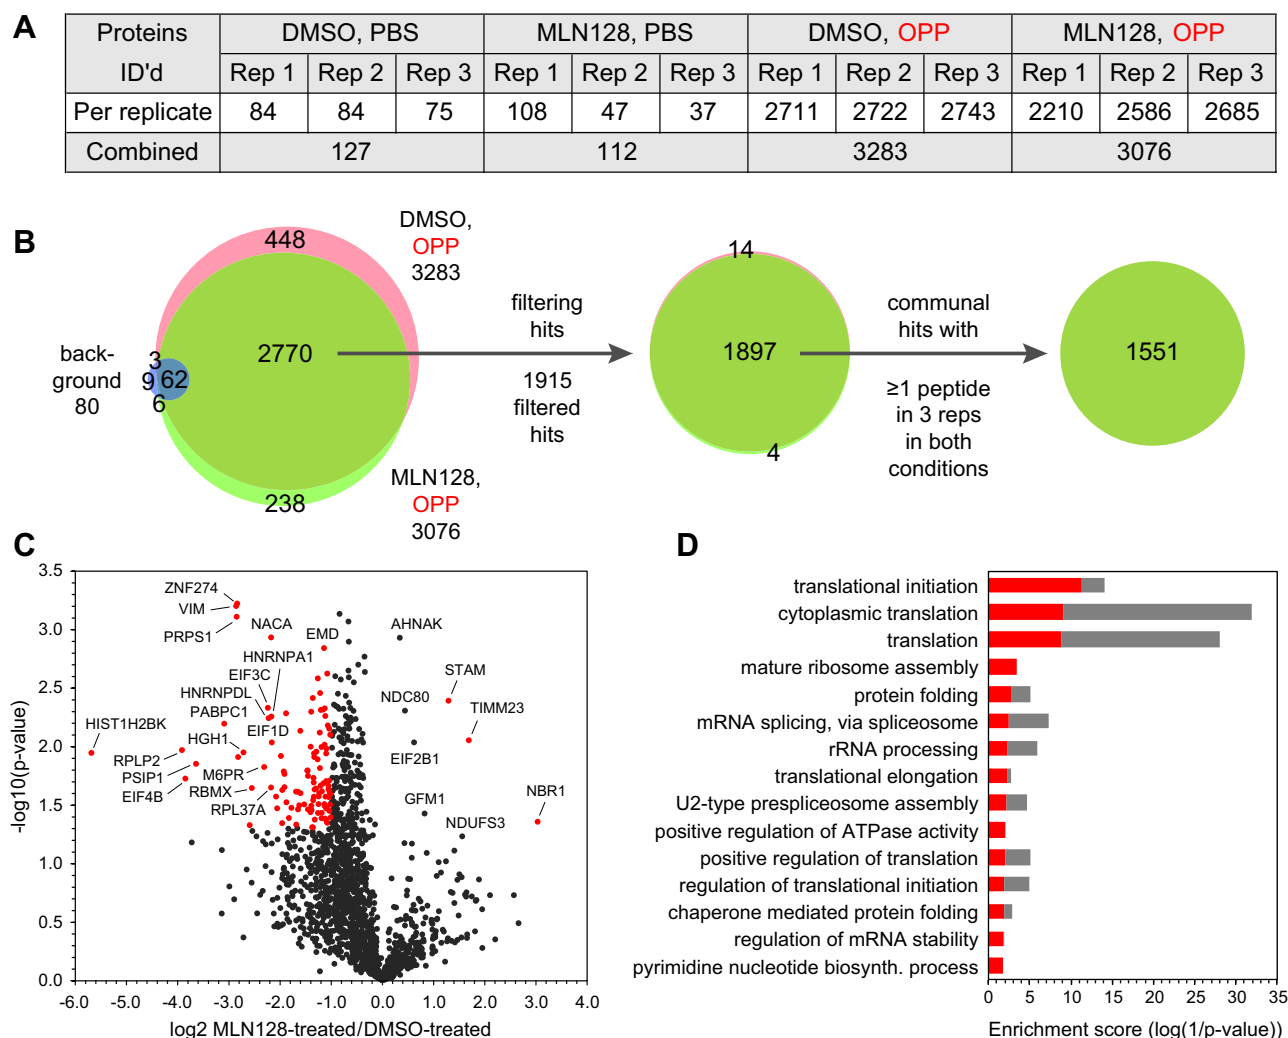 A
Proteins DMSO, PBS MLN128, PBS DMSO, OPP MLN128, OPP
ID'd Rep 1 Rep 2 Rep 3 Rep 1 Rep 2 Rep 3 Rep 1 Rep 2 Rep 3 Rep 1 Rep 2 Rep 3
Per replicate 84 84 75 108 47 37 2711 2722 2743 2210 2586 2685
Combined 127 112 3283 3076
B
448
DMSO,
OPP
3283
2770
back-
ground
80
3
9
62
6
238
MLN128,
OPP
3076
filtering
hits
1915
filtered
hits
14
1897
4
communal
hits with
≥1 peptide
in 3 reps
in both
conditions
1551
C
3.5
3.0
2.5
2.0
1.5
1.0
0.5
0.0
-log10(p-value)
ZNF274
VIM
PRPS1
NACA
EMD
AHNAK
HNRNPA1
EIF3C
HNRNPDL
PABPC1
STAM
NDC80
TIMM23
HIST1H2BK
EIF1D
HGH1
RPLP2
PSIP1
EIF4B
M6PR
RBMX
RPL37A
EIF2B1
GFM1
NBR1
NDUFS3
-6.0 -5.0 -4.0 -3.0 -2.0 -1.0 0.0 1.0 2.0 3.0 4.0
log2 MLN128-treated/DMSO-treated
D
translational initiation
cytoplasmic translation
translation
mature ribosome assembly
protein folding
mRNA splicing, via spliceosome
rRNA processing
translational elongation
U2-type prespliceosome assembly
positive regulation of ATPase activity
positive regulation of translation
regulation of translational initiation
chaperone mediated protein folding
regulation of mRNA stability
pyrimidine nucleotide biosynth. process
0 5 10 15 20 25 30 35
Enrichment score (log(1/p-value))